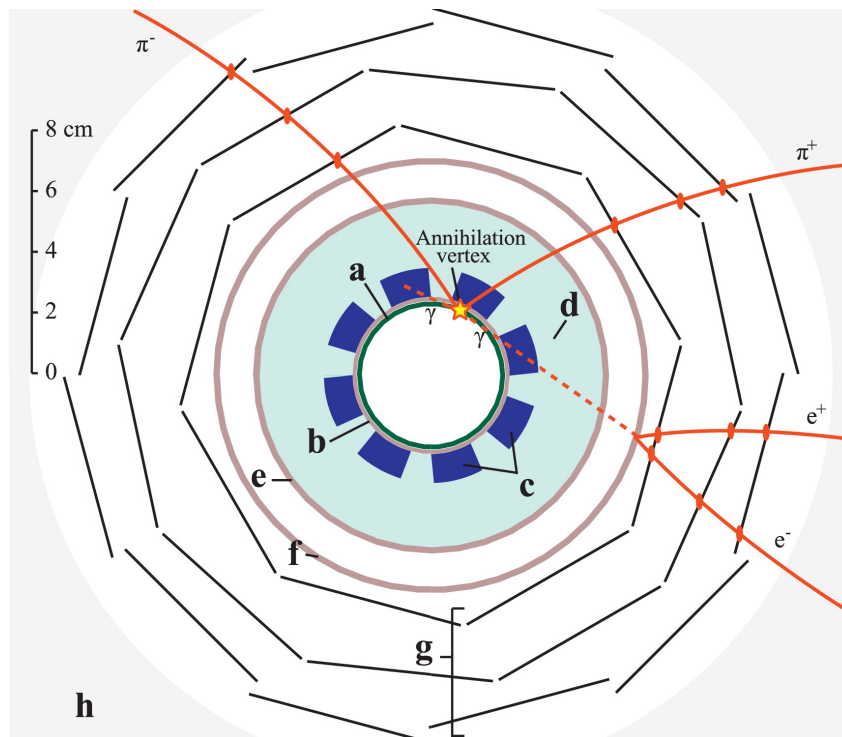 π-
8 cm
π+
6
4
Annihilation
vertex
a
2
γ
γ
d
0
b
e+
e
c
e-
f
g
h